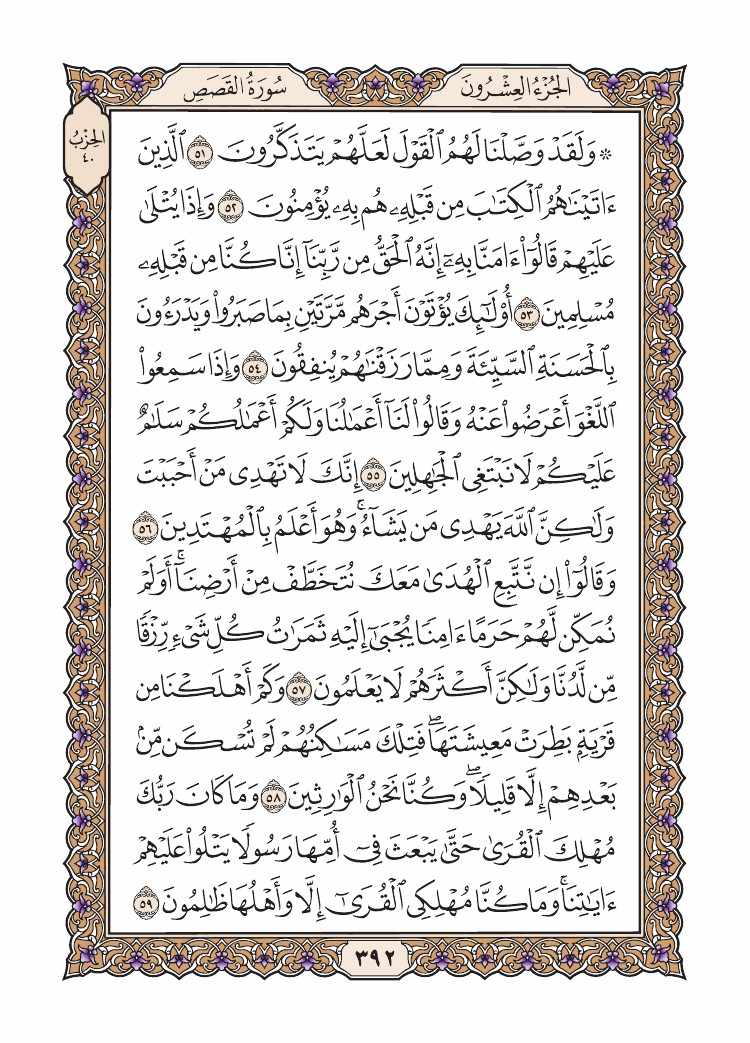 الجُزْءُ العِشْرُونَ
سُورَةُ القَصَصِ
الحِزْبُ
٤٠
۞ وَلَقَدْ وَصَّلْنَا لَهُمُ ٱلْقَوْلَ لَعَلَّهُمْ يَتَذَكَّرُونَ ٥١ ٱلَّذِينَ
ءَاتَيْنَٰهُمُ ٱلْكِتَٰبَ مِن قَبْلِهِۦ هُم بِهِۦ يُؤْمِنُونَ ٥٢ وَإِذَا يُتْلَىٰ
عَلَيْهِمْ قَالُوٓا۟ ءَامَنَّا بِهِۦٓ إِنَّهُ ٱلْحَقُّ مِن رَّبِّنَآ إِنَّا كُنَّا مِن قَبْلِهِۦ
مُسْلِمِينَ ٥٣ أُو۟لَٰٓئِكَ يُؤْتَوْنَ أَجْرَهُم مَّرَّتَيْنِ بِمَا صَبَرُوا۟ وَيَدْرَءُونَ
بِٱلْحَسَنَةِ ٱلسَّيِّئَةَ وَمِمَّا رَزَقْنَٰهُمْ يُنفِقُونَ ٥٤ وَإِذَا سَمِعُوا۟
ٱللَّغْوَ أَعْرَضُوا۟ عَنْهُ وَقَالُوا۟ لَنَآ أَعْمَٰلُنَا وَلَكُمْ أَعْمَٰلُكُمْ سَلَٰمٌ
عَلَيْكُمْ لَا نَبْتَغِى ٱلْجَٰهِلِينَ ٥٥ إِنَّكَ لَا تَهْدِى مَنْ أَحْبَبْتَ
وَلَٰكِنَّ ٱللَّهَ يَهْدِى مَن يَشَآءُ ۚ وَهُوَ أَعْلَمُ بِٱلْمُهْتَدِينَ ٥٦
وَقَالُوٓا۟ إِن نَّتَّبِعِ ٱلْهُدَىٰ مَعَكَ نُتَخَطَّفْ مِنْ أَرْضِنَآ ۚ أَوَلَمْ
نُمَكِّن لَّهُمْ حَرَمًا ءَامِنًا يُجْبَىٰٓ إِلَيْهِ ثَمَرَٰتُ كُلِّ شَىْءٍ رِّزْقًا
مِّن لَّدُنَّا وَلَٰكِنَّ أَكْثَرَهُمْ لَا يَعْلَمُونَ ٥٧ وَكَمْ أَهْلَكْنَا مِن
قَرْيَةٍۭ بَطِرَتْ مَعِيشَتَهَا ۖ فَتِلْكَ مَسَٰكِنُهُمْ لَمْ تُسْكَن مِّنۢ
بَعْدِهِمْ إِلَّا قَلِيلًا ۖ وَكُنَّا نَحْنُ ٱلْوَٰرِثِينَ ٥٨ وَمَا كَانَ رَبُّكَ
مُهْلِكَ ٱلْقُرَىٰ حَتَّىٰ يَبْعَثَ فِىٓ أُمِّهَا رَسُولًا يَتْلُوا۟ عَلَيْهِمْ
ءَايَٰتِنَا ۚ وَمَا كُنَّا مُهْلِكِى ٱلْقُرَىٰٓ إِلَّا وَأَهْلُهَا ظَٰلِمُونَ ٥٩
٣٩٢